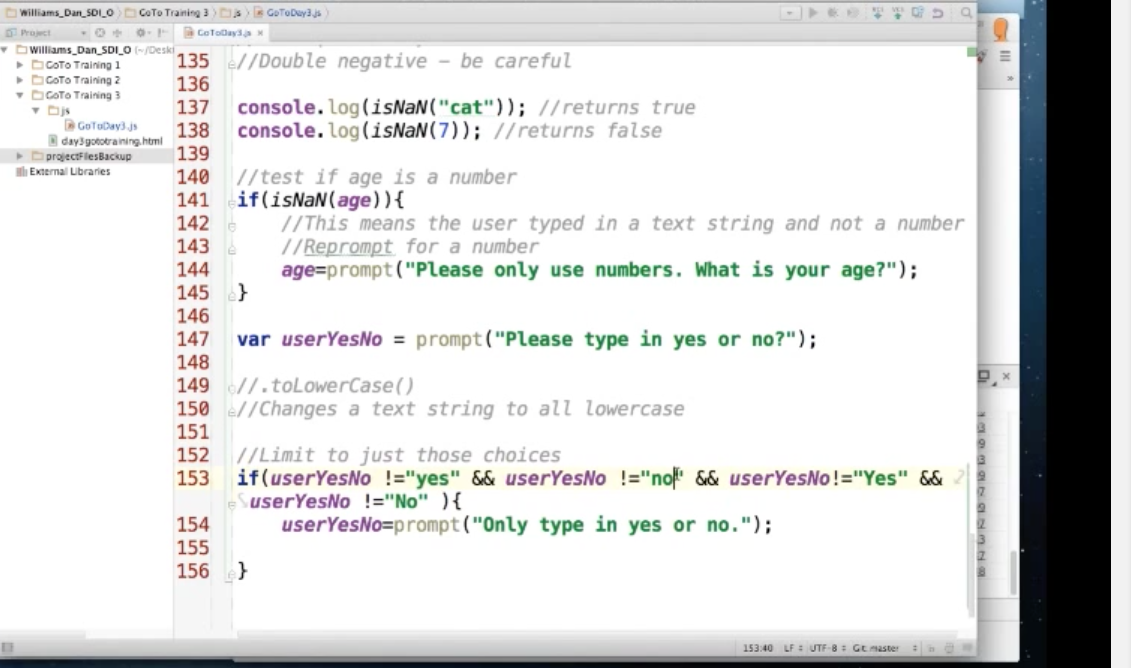 Williams_Dan_SDI_O GoTo Training 3 js GoToDay3.js
Project
GoToDay3.js ×
Williams_Dan_SDI_O (~/Desk
GoTo Training 1
GoTo Training 2
GoTo Training 3
js
GoToDay3.js
day3gototraining.html
projectFilesBackup
External Libraries
135 //Double negative – be careful
136
137 console.log(isNaN("cat")); //returns true
138 console.log(isNaN(7)); //returns false
139
140 //test if age is a number
141 if(isNaN(age)){
142 //This means the user typed in a text string and not a number
143 //Reprompt for a number
144 age=prompt("Please only use numbers. What is your age?");
145 }
146
147 var userYesNo = prompt("Please type in yes or no?");
148
149 //.toLowerCase()
150 //Changes a text string to all lowercase
151
152 //Limit to just those choices
153 if(userYesNo !="yes" && userYesNo !="no" && userYesNo!="Yes" &&
userYesNo !="No" ){
154 userYesNo=prompt("Only type in yes or no.");
155
156 }
153:40 LF UTF-8 Git: master